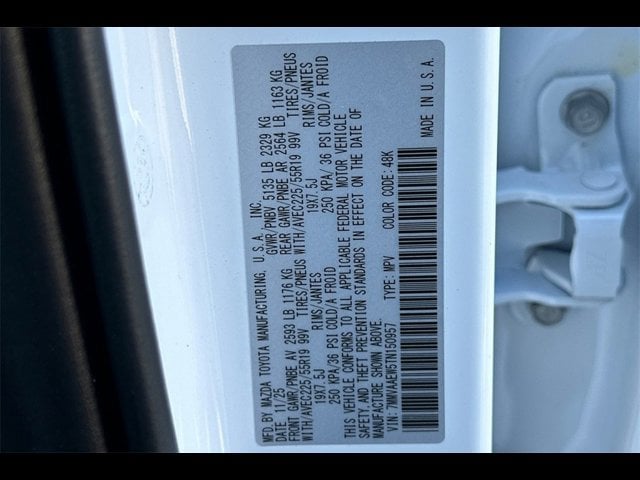 MFD BY MAZDA TOYOTA MANUFACTURING, U.S.A. INC.
DATE 11/25 GVWR/PNBV 5135 LB 2329 KG
FRONT GAWR/PNBE AV 2593 LB 1176 KG REAR GAWR/PNBE AR 2564 LB 1163 KG
WITH/AVEC225/55R19 99V TIRES/PNEUS WITH/AVEC225/55R19 99V TIRES/PNEUS
19X7.5J RIMS/JANTES 19X7.5J RIMS/JANTES
250 KPA/ 36 PSI COLD/A FROID 250 KPA/ 36 PSI COLD/A FROID
THIS VEHICLE CONFORMS TO ALL APPLICABLE FEDERAL MOTOR VEHICLE
SAFETY, AND THEFT PREVENTION STANDARDS IN EFFECT ON THE DATE OF
MANUFACTURE SHOWN ABOVE.
VIN: 7MMVAAEW5TN150957 TYPE: MPV COLOR CODE: 48K
MADE IN U.S.A.